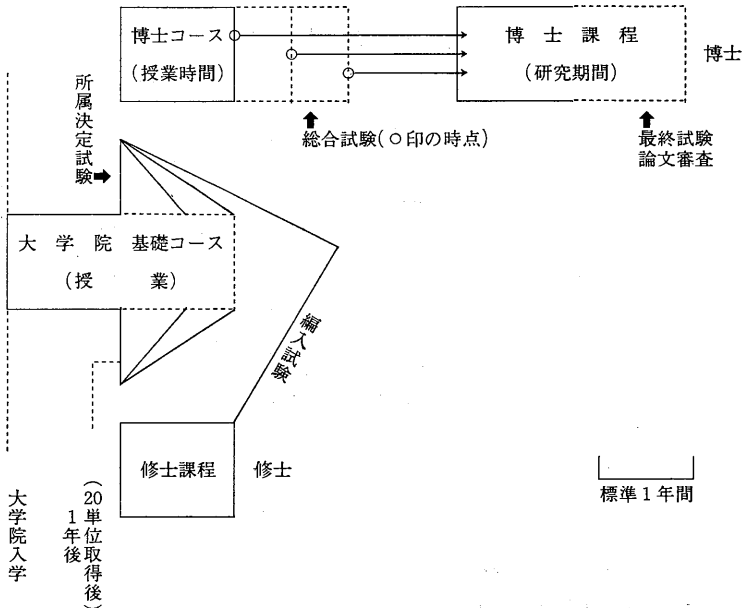 博士コース
(授業時間)
博士課程
(研究期間)
博士
所属決定試験
総合試験(○印の時点)
最終試験
論文審査
大学院基礎コース
(授業)
編入試験
修士課程
修士
標準1年間
大学院入学
(20単位取得後)
1年後